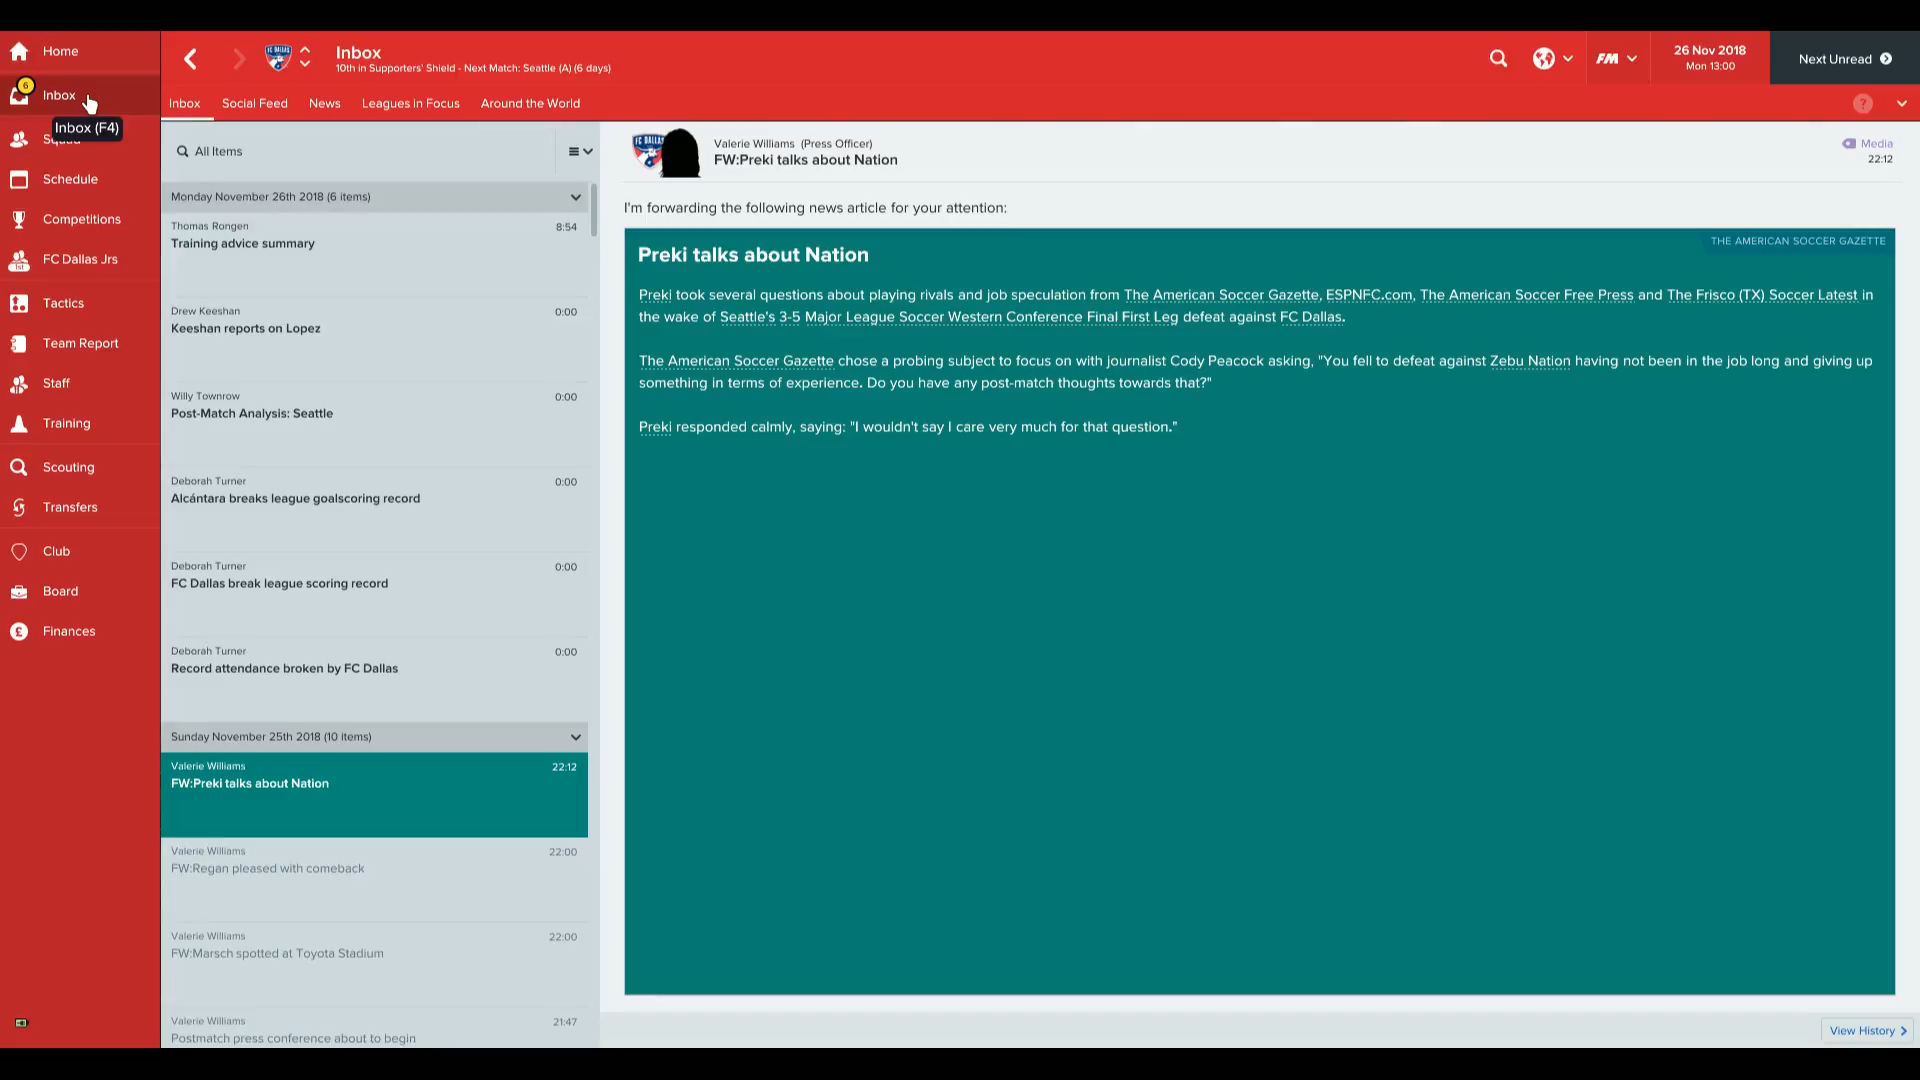 Home
6
Inbox
Inbox (F4)
Schedule
Competitions
1st
FC Dallas Jrs
Tactics
Team Report
Staff
Training
Scouting
Transfers
Club
Board
£
Finances
FC DALLAS
Inbox
10th in Supporters' Shield - Next Match: Seattle (A) (6 days)
FM
26 Nov 2018
Mon 13:00
Next Unread
Inbox
Social Feed
News
Leagues in Focus
Around the World
?
All Items
Monday November 26th 2018 (6 items)
Thomas Rongen
8:54
Training advice summary
Drew Keeshan
0:00
Keeshan reports on Lopez
Willy Townrow
0:00
Post-Match Analysis: Seattle
Deborah Turner
0:00
Alcántara breaks league goalscoring record
Deborah Turner
0:00
FC Dallas break league scoring record
Deborah Turner
0:00
Record attendance broken by FC Dallas
Sunday November 25th 2018 (10 items)
Valerie Williams
22:12
FW:Preki talks about Nation
Valerie Williams
22:00
FW:Regan pleased with comeback
Valerie Williams
22:00
FW:Marsch spotted at Toyota Stadium
Valerie Williams
21:47
Postmatch press conference about to begin
FC DALLAS
Valerie Williams (Press Officer)
FW:Preki talks about Nation
Media
22:12
I'm forwarding the following news article for your attention:
THE AMERICAN SOCCER GAZETTE
Preki talks about Nation
Preki took several questions about playing rivals and job speculation from The American Soccer Gazette, ESPNFC.com, The American Soccer Free Press and The Frisco (TX) Soccer Latest in
the wake of Seattle's 3-5 Major League Soccer Western Conference Final First Leg defeat against FC Dallas.
The American Soccer Gazette chose a probing subject to focus on with journalist Cody Peacock asking, "You fell to defeat against Zebu Nation having not been in the job long and giving up
something in terms of experience. Do you have any post-match thoughts towards that?"
Preki responded calmly, saying: "I wouldn't say I care very much for that question."
View History